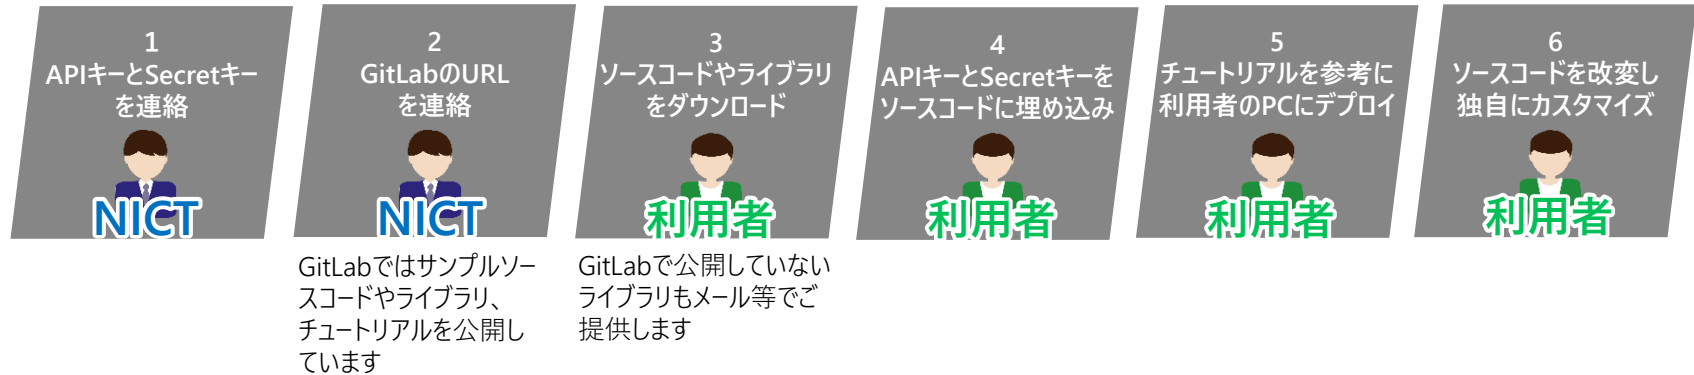 1
APIキーとSecretキー
を連絡
NICT
2
GitLabのURL
を連絡
NICT
GitLabではサンプルソー
スコードやライブラリ、
チュートリアルを公開し
ています
3
ソースコードやライブラリ
をダウンロード
利用者
GitLabで公開していない
ライブラリもメール等でご
提供します
4
APIキーとSecretキーを
ソースコードに埋め込み
利用者
5
チュートリアルを参考に
利用者のPCにデプロイ
利用者
6
ソースコードを改変し
独自にカスタマイズ
利用者